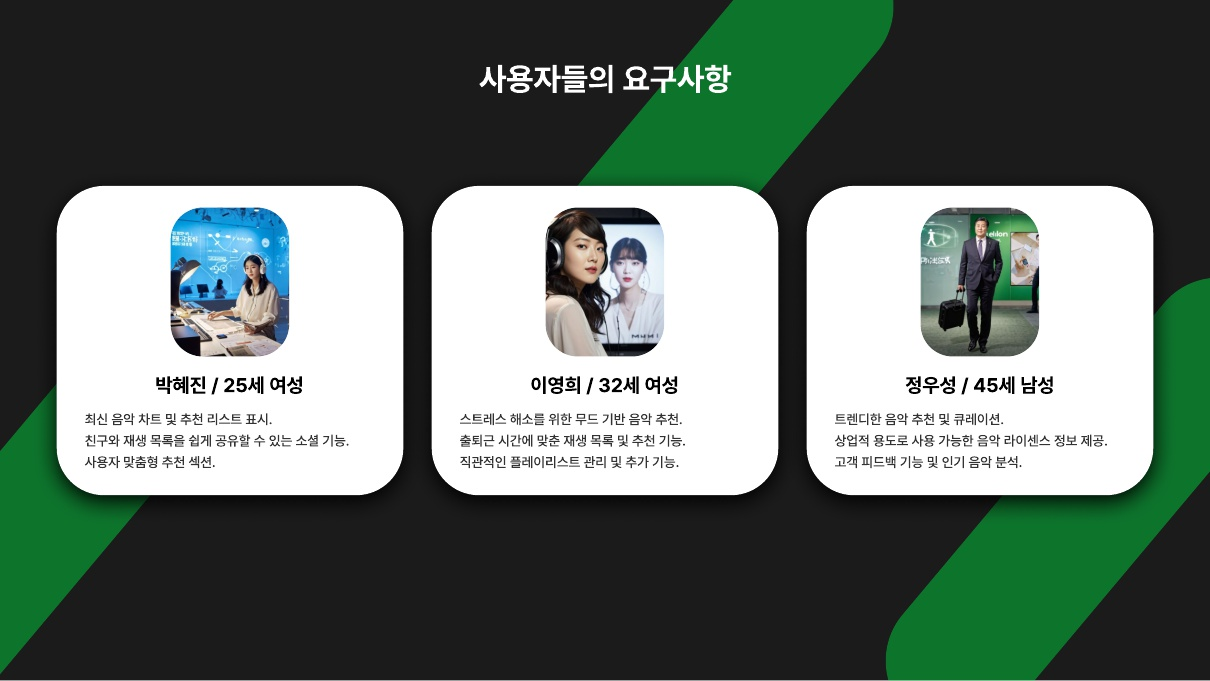 사용자들의 요구사항
박혜진 / 25세 여성
최신 음악 차트 및 추천 리스트 표시.
친구와 재생 목록을 쉽게 공유할 수 있는 소셜 기능.
사용자 맞춤형 추천 섹션.
이영희 / 32세 여성
스트레스 해소를 위한 무드 기반 음악 추천.
출퇴근 시간에 맞춘 재생 목록 및 추천 기능.
직관적인 플레이리스트 관리 및 추가 기능.
정우성 / 45세 남성
트렌디한 음악 추천 및 큐레이션.
상업적 용도로 사용 가능한 음악 라이센스 정보 제공.
고객 피드백 기능 및 인기 음악 분석.